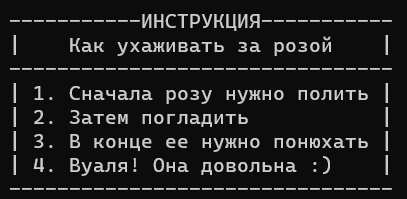 -----------ИНСТРУКЦИЯ-----------
|    Как ухаживать за розой    |
--------------------------------
| 1. Сначала розу нужно полить |
| 2. Затем погладить           |
| 3. В конце ее нужно понюхать |
| 4. Вуаля! Она довольна :)    |
--------------------------------